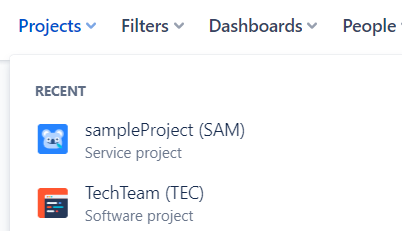 Projects Filters Dashboards People
RECENT
sampleProject (SAM)
Service project
TechTeam (TEC)
Software project